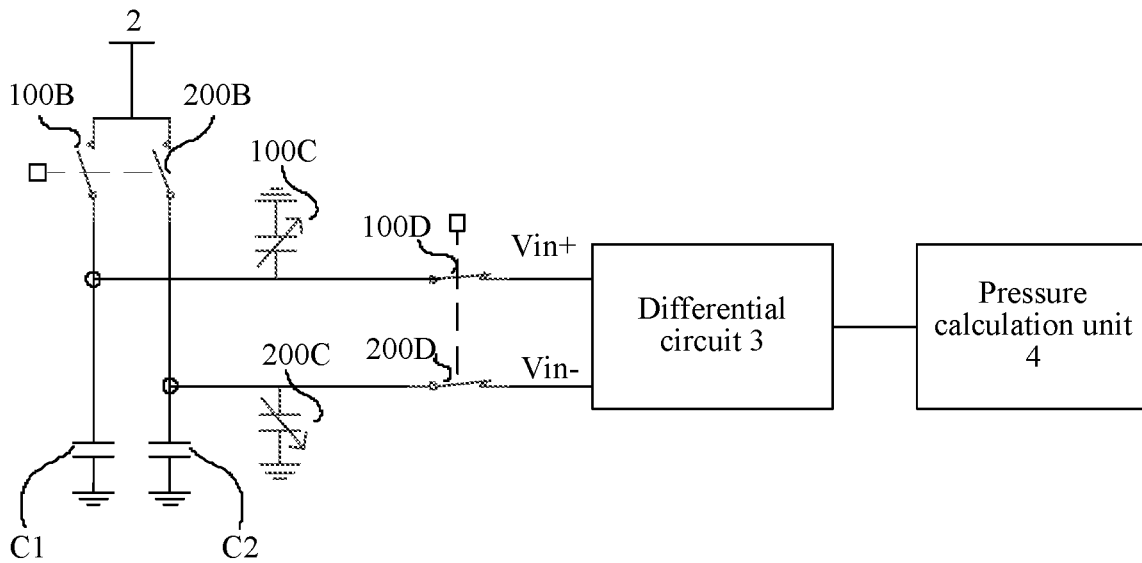 2
100B
200B
100C
100D
Vin+
Differential
circuit 3
Pressure
calculation unit
4
200C
200D
Vin-
C1
C2